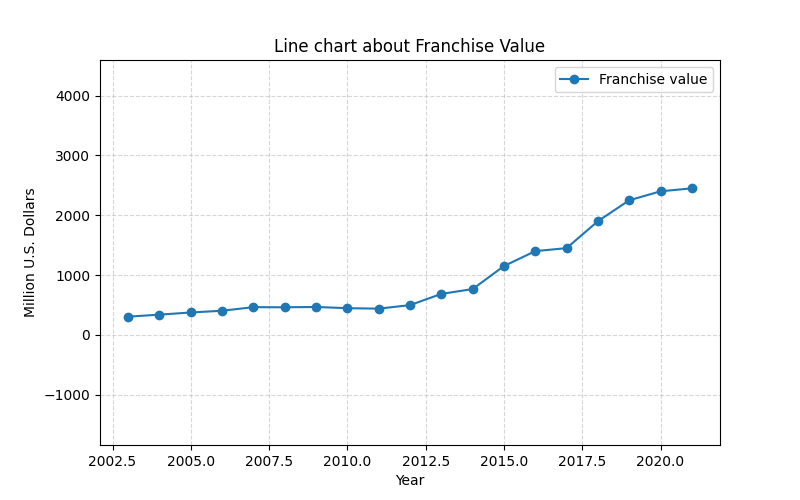 Line chart about Franchise Value
Franchise value
4000
3000
2000
1000
0
−1000
Million U.S. Dollars
2002.5 2005.0 2007.5 2010.0 2012.5 2015.0 2017.5 2020.0
Year